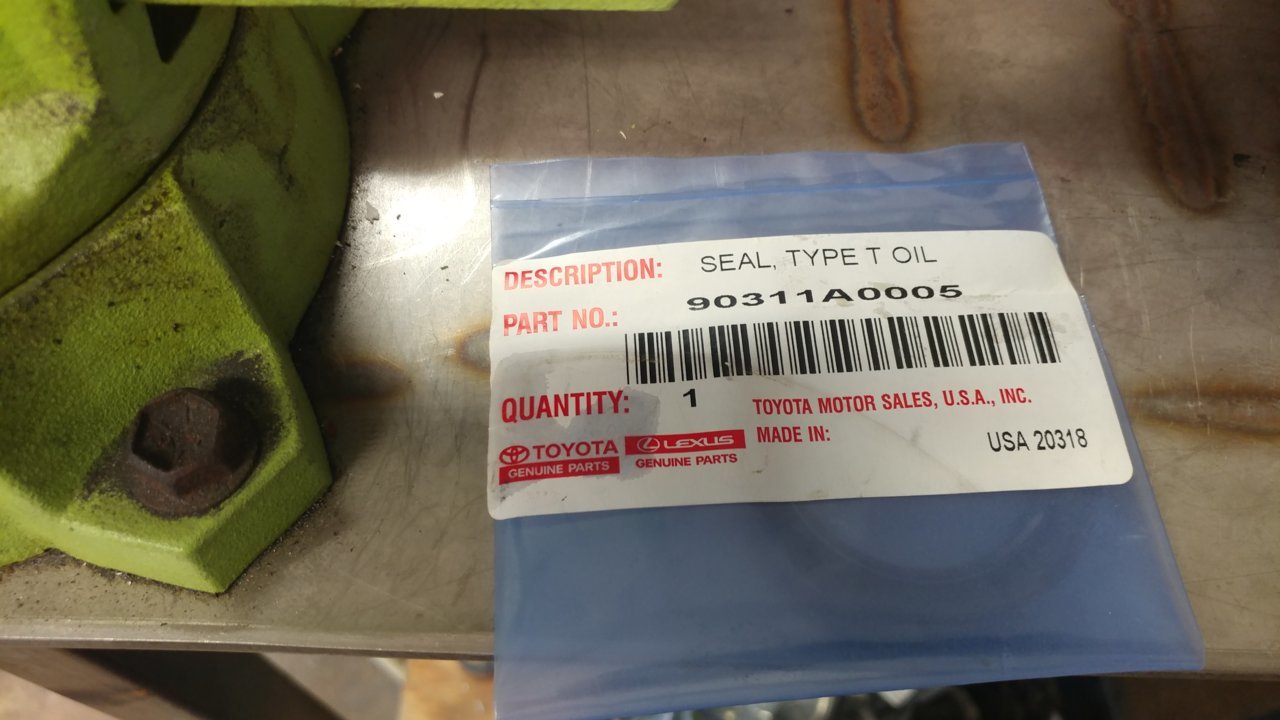 DESCRIPTION: SEAL, TYPE T OIL
PART NO.: 90311A0005
QUANTITY: 1
TOYOTA MOTOR SALES, U.S.A., INC.
TOYOTA
GENUINE PARTS
LEXUS
GENUINE PARTS
MADE IN: USA 20318